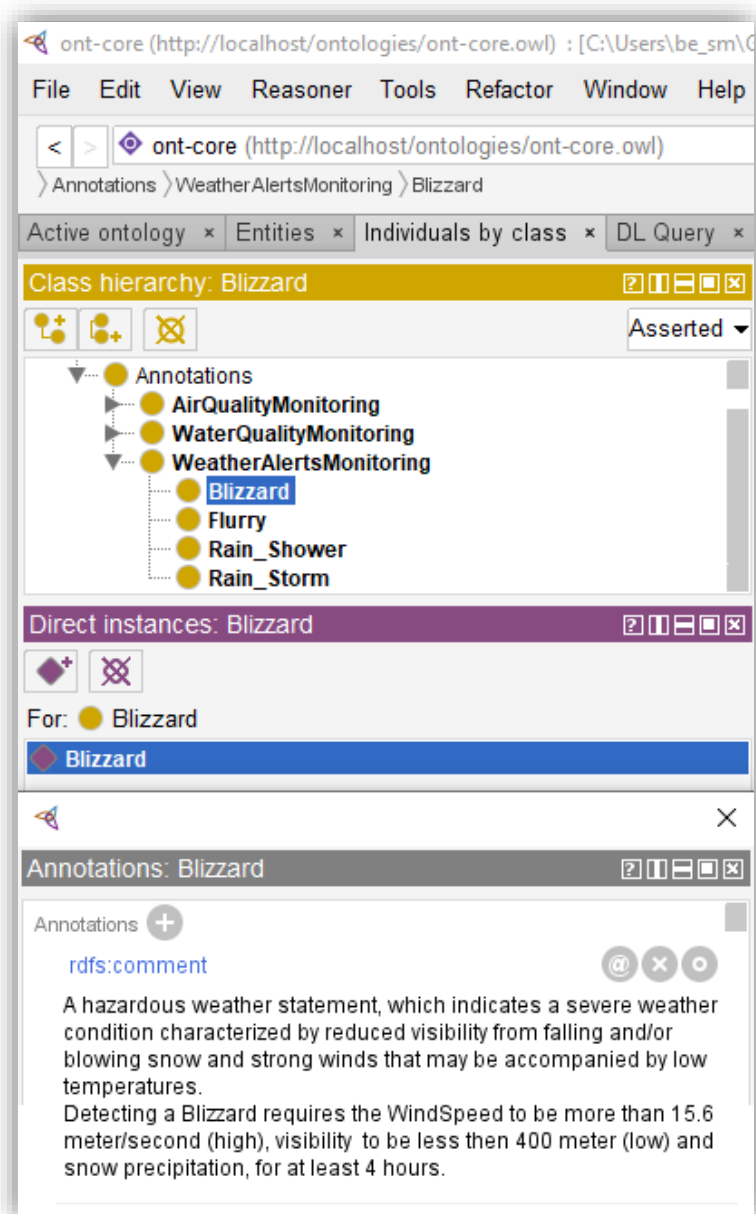 ont-core (http://localhost/ontologies/ont-core.owl) : [C:\Users\be_sm\
File Edit View Reasoner Tools Refactor Window Help
< > ont-core (http://localhost/ontologies/ont-core.owl)
Annotations WeatherAlertsMonitoring Blizzard
Active ontology × Entities × Individuals by class × DL Query ×
Class hierarchy: Blizzard
Asserted
Annotations
AirQualityMonitoring
WaterQualityMonitoring
WeatherAlertsMonitoring
Blizzard
Flurry
Rain_Shower
Rain_Storm
Direct instances: Blizzard
For: Blizzard
Blizzard
Annotations: Blizzard
Annotations
rdfs:comment
A hazardous weather statement, which indicates a severe weather
condition characterized by reduced visibility from falling and/or
blowing snow and strong winds that may be accompanied by low
temperatures.
Detecting a Blizzard requires the WindSpeed to be more than 15.6
meter/second (high), visibility to be less then 400 meter (low) and
snow precipitation, for at least 4 hours.